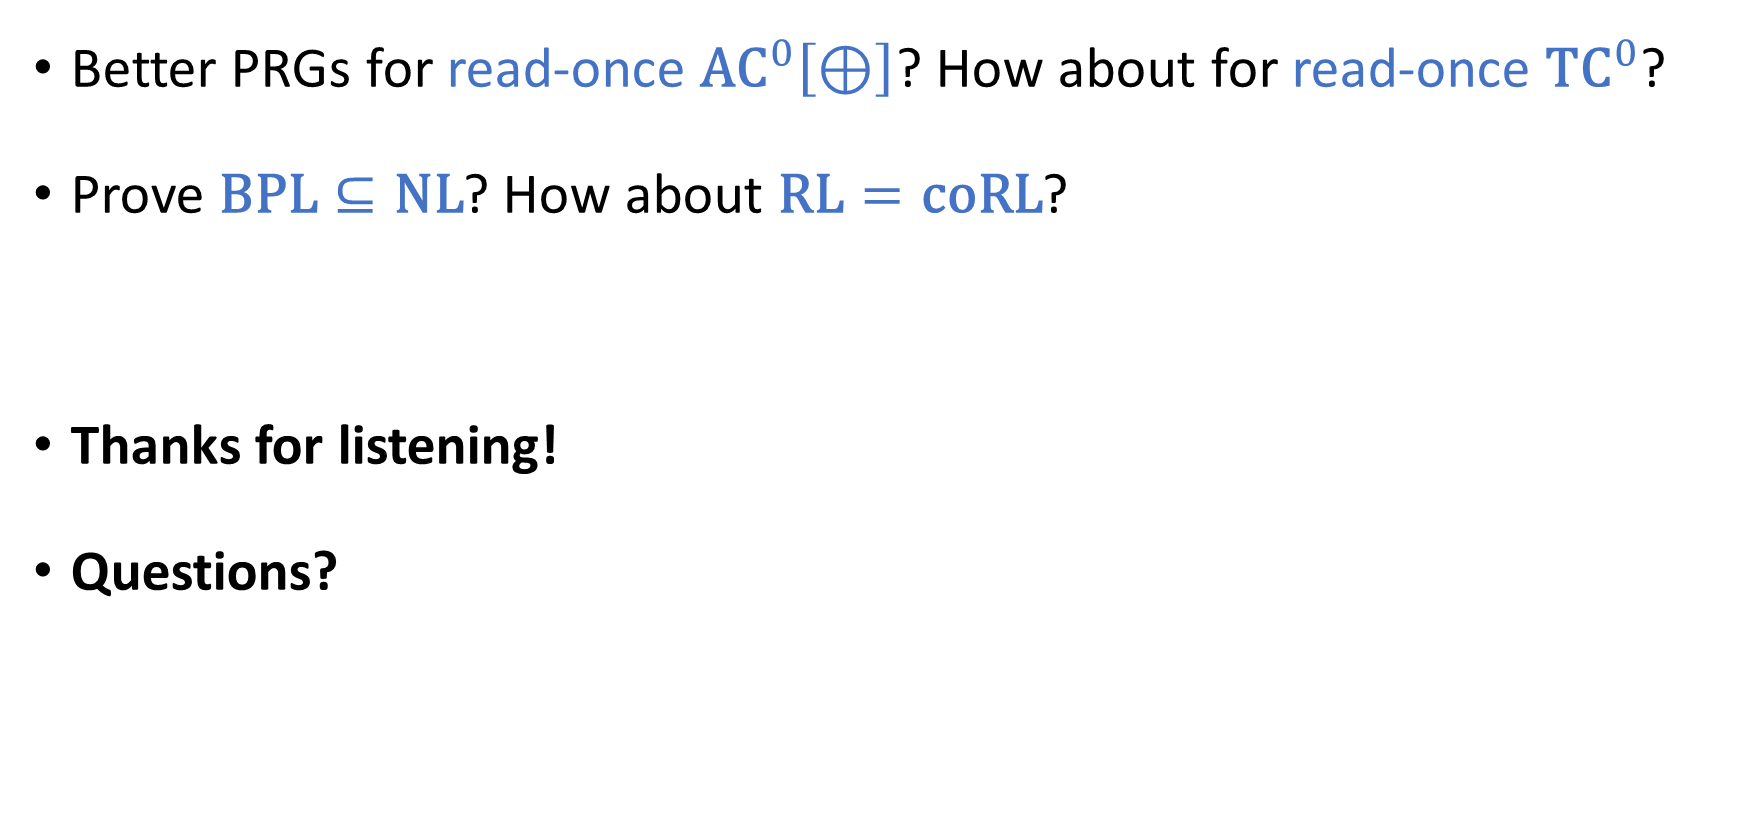 • Better PRGs for read-once AC⁰[⊕]? How about for read-once TC⁰?
• Prove BPL ⊆ NL? How about RL = coRL?
• Thanks for listening!
• Questions?